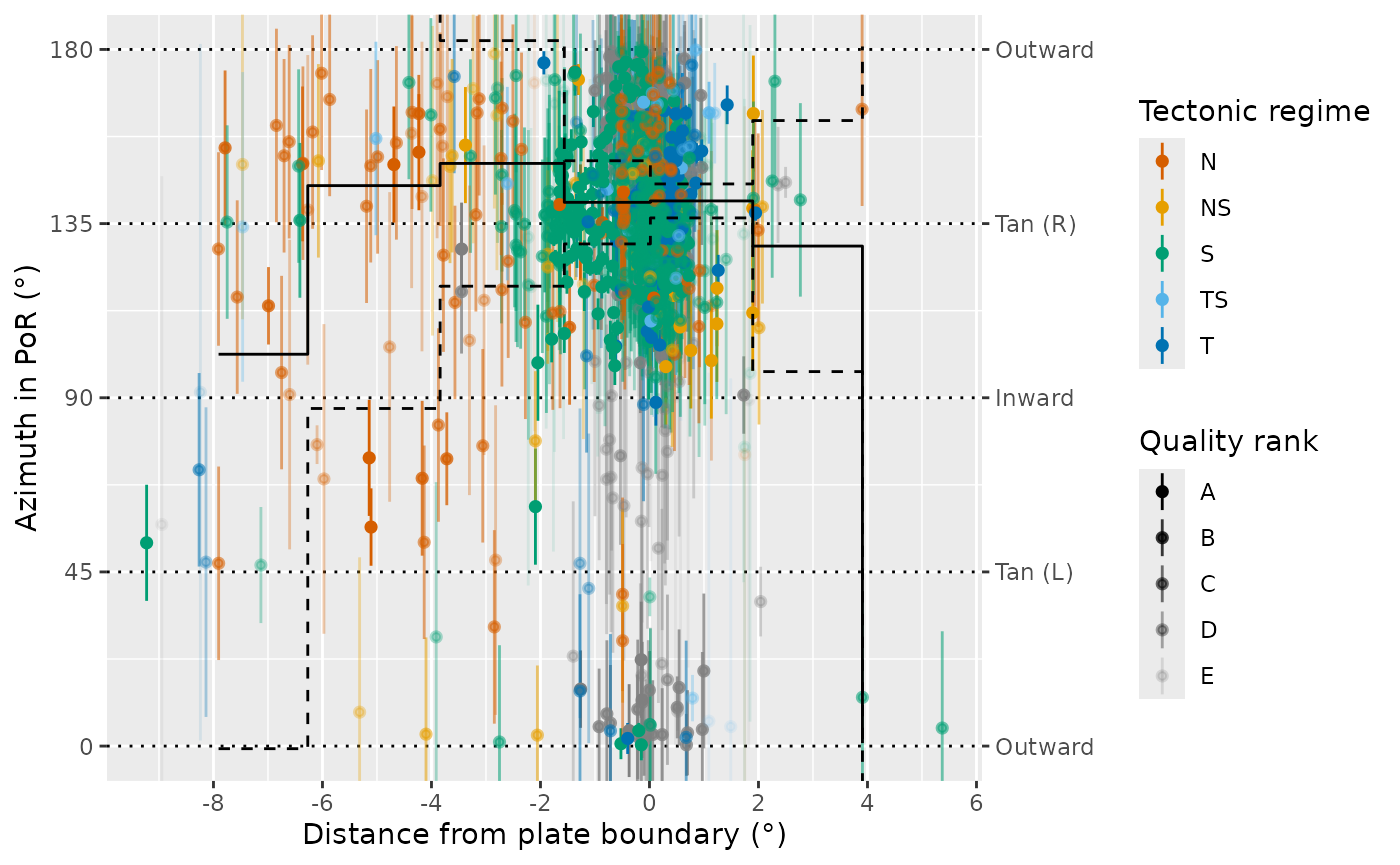 180
135
90
45
0
Azimuth in PoR (°)
-8
-6
-4
-2
0
2
4
6
Distance from plate boundary (°)
Outward
Tan (R)
Inward
Tan (L)
Outward
Tectonic regime
N
NS
S
TS
T
Quality rank
A
B
C
D
E